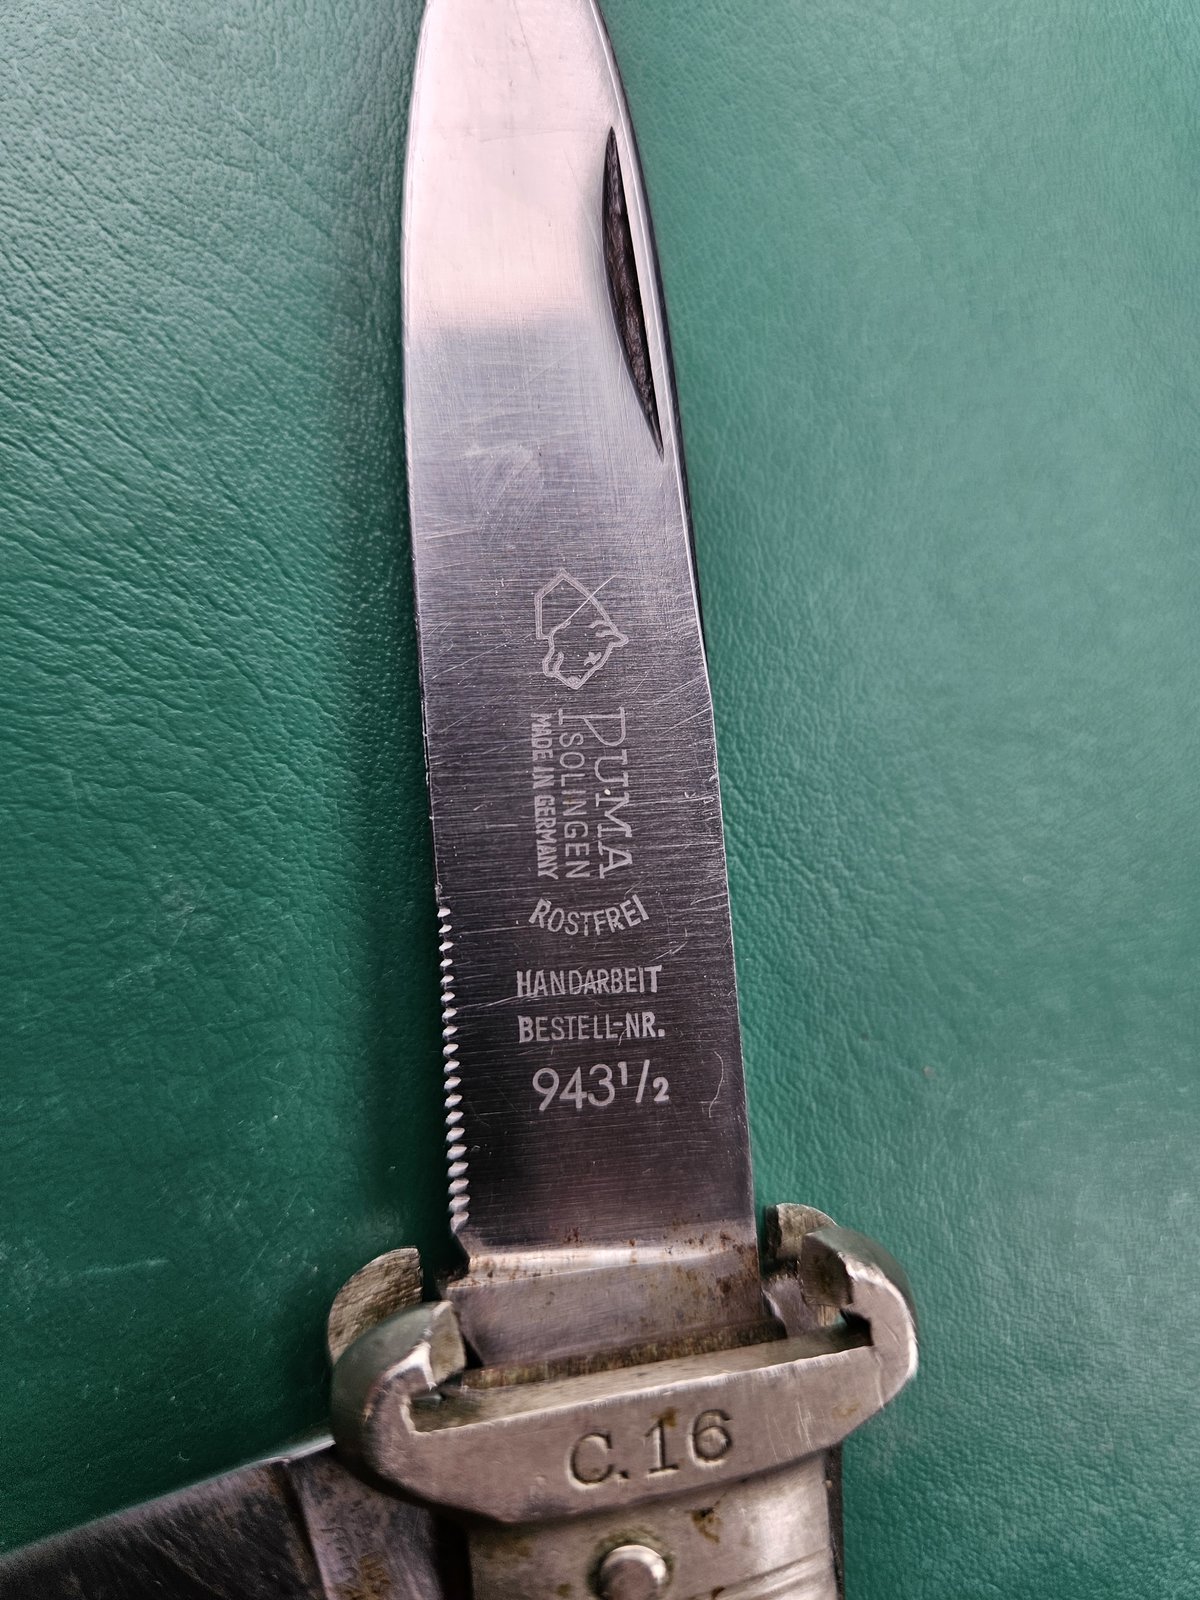 PUMA
SOLINGEN
MADE IN GERMANY
ROSTFREI
HANDARBEIT
BESTELL-NR.
943½
C.16